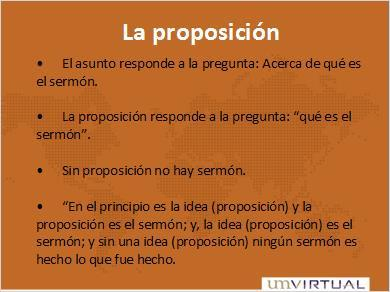 La proposición
• El asunto responde a la pregunta: Acerca de qué es
el sermón.
• La proposición responde a la pregunta: “qué es el
sermón”.
• Sin proposición no hay sermón.
• “En el principio es la idea (proposición) y la
proposición es el sermón; y, la idea (proposición) es el
sermón; y sin una idea (proposición) ningún sermón es
hecho lo que fue hecho.
umVIRTUAL